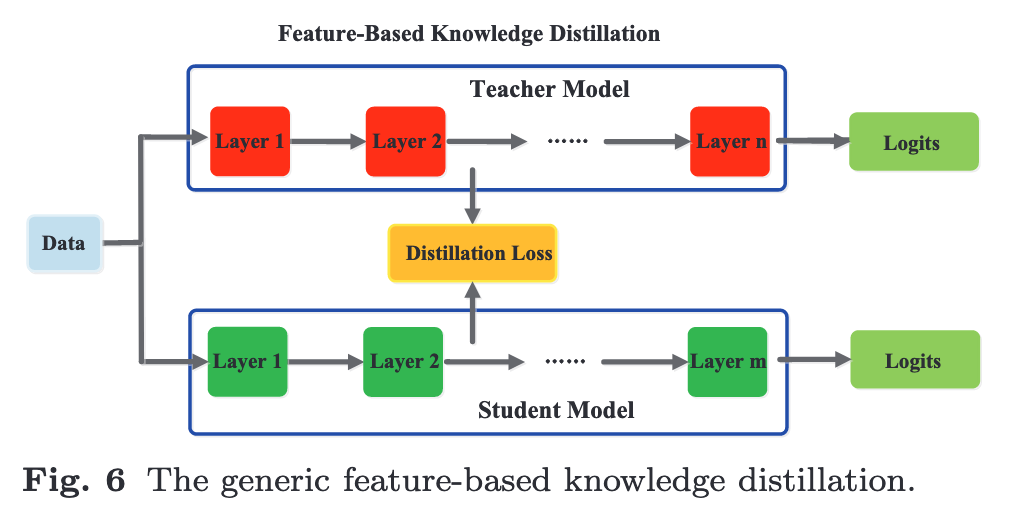 Feature-Based Knowledge Distillation
Teacher Model
Layer 1
Layer 2
......
Layer n
Logits
Data
Distillation Loss
Layer 1
Layer 2
......
Layer m
Logits
Student Model
Fig. 6 The generic feature-based knowledge distillation.